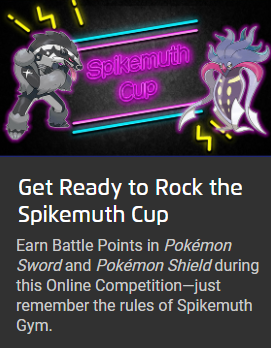 Spikemuth
Cup
Get Ready to Rock the
Spikemuth Cup
Earn Battle Points in Pokémon
Sword and Pokémon Shield during
this Online Competition—just
remember the rules of Spikemuth
Gym.